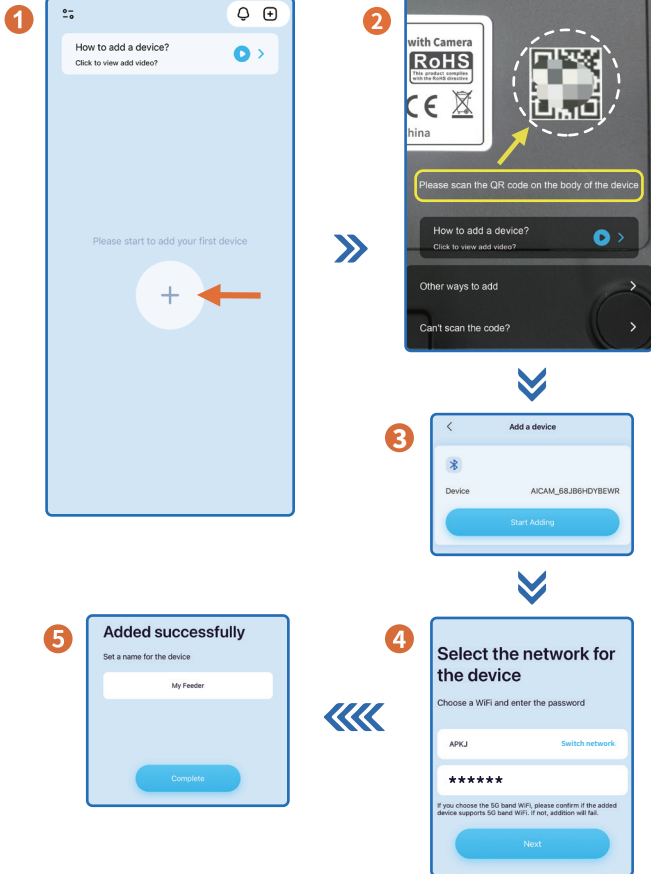 1
How to add a device?
Click to view add video?
Please start to add your first device
2
with Camera
RoHS
This product complies
with the RoHS directive
CE
hina
Please scan the QR code on the body of the device
How to add a device?
Click to view add video?
Other ways to add
Can't scan the code?
3
Add a device
Device AICAM_68JB6HDYBEWR
Start Adding
4
Select the network for
the device
Choose a WiFi and enter the password
APKJ Switch network
******
If you choose the 5G band WiFi, please confirm if the added
device supports 5G band WiFi. If not, addition will fail.
Next
5
Added successfully
Set a name for the device
My Feeder
Complete